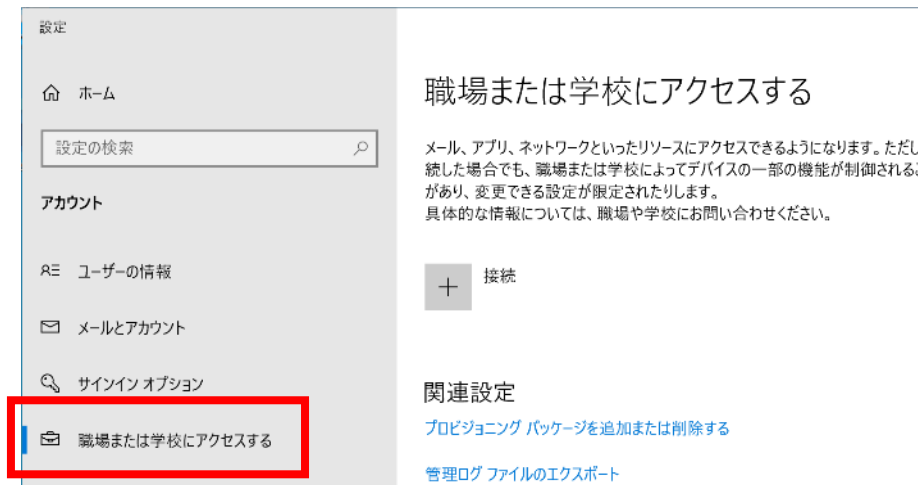 設定
ホーム
設定の検索
アカウント
ユーザーの情報
メールとアカウント
サインイン オプション
職場または学校にアクセスする
職場または学校にアクセスする
メール、アプリ、ネットワークといったリソースにアクセスできるようになります。ただし
続した場合でも、職場または学校によってデバイスの一部の機能が制御される
があり、変更できる設定が限定されたりします。
具体的な情報については、職場や学校にお問い合わせください。
接続
関連設定
プロビジョニング パッケージを追加または削除する
管理ログ ファイルのエクスポート